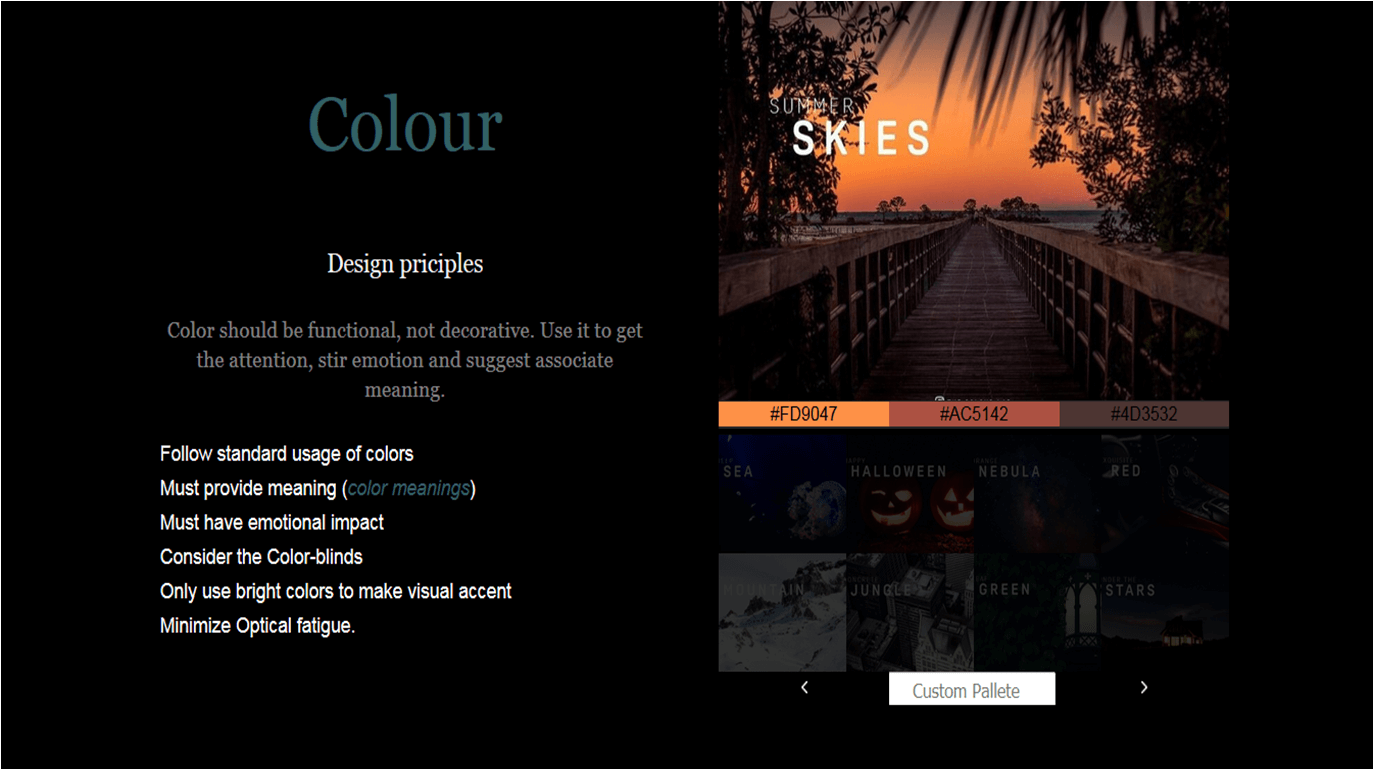 Colour
Design priciples
Color should be functional, not decorative. Use it to get
the attention, stir emotion and suggest associate
meaning.
Follow standard usage of colors
Must provide meaning (color meanings)
Must have emotional impact
Consider the Color-blinds
Only use bright colors to make visual accent
Minimize Optical fatigue.
SUMMER
SKIES
#FD9047 #AC5142 #4D3532
SEA
HALLOWEEN
NEBULA
RED
MOUNTAIN
JUNGLE
GREEN
STARS
Custom Pallete